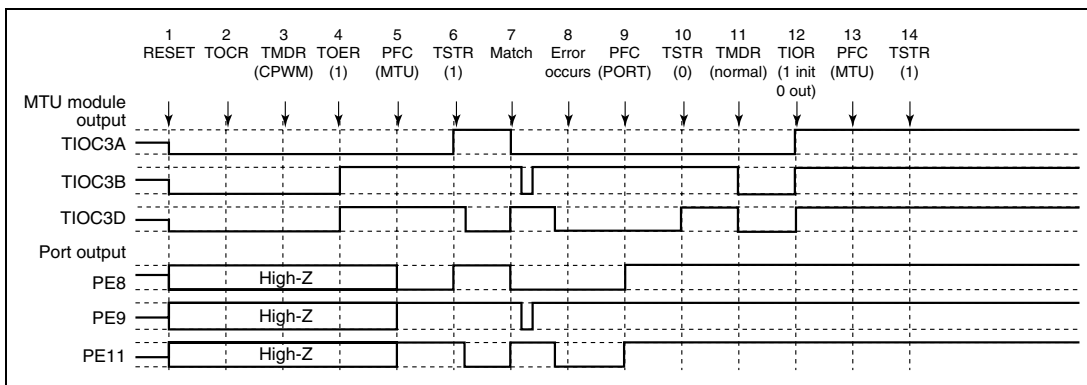 1 2 3 4 5 6 7 8 9 10 11 12 13 14
RESET TOCR TMDR TOER PFC TSTR Match Error PFC TSTR TMDR TIOR PFC TSTR
(CPWM) (1) (MTU) (1) occurs (PORT) (0) (normal) (1 init (MTU) (1)
0 out)
MTU module
output
TIOC3A
TIOC3B
TIOC3D
Port output
PE8 High-Z
PE9 High-Z
PE11 High-Z